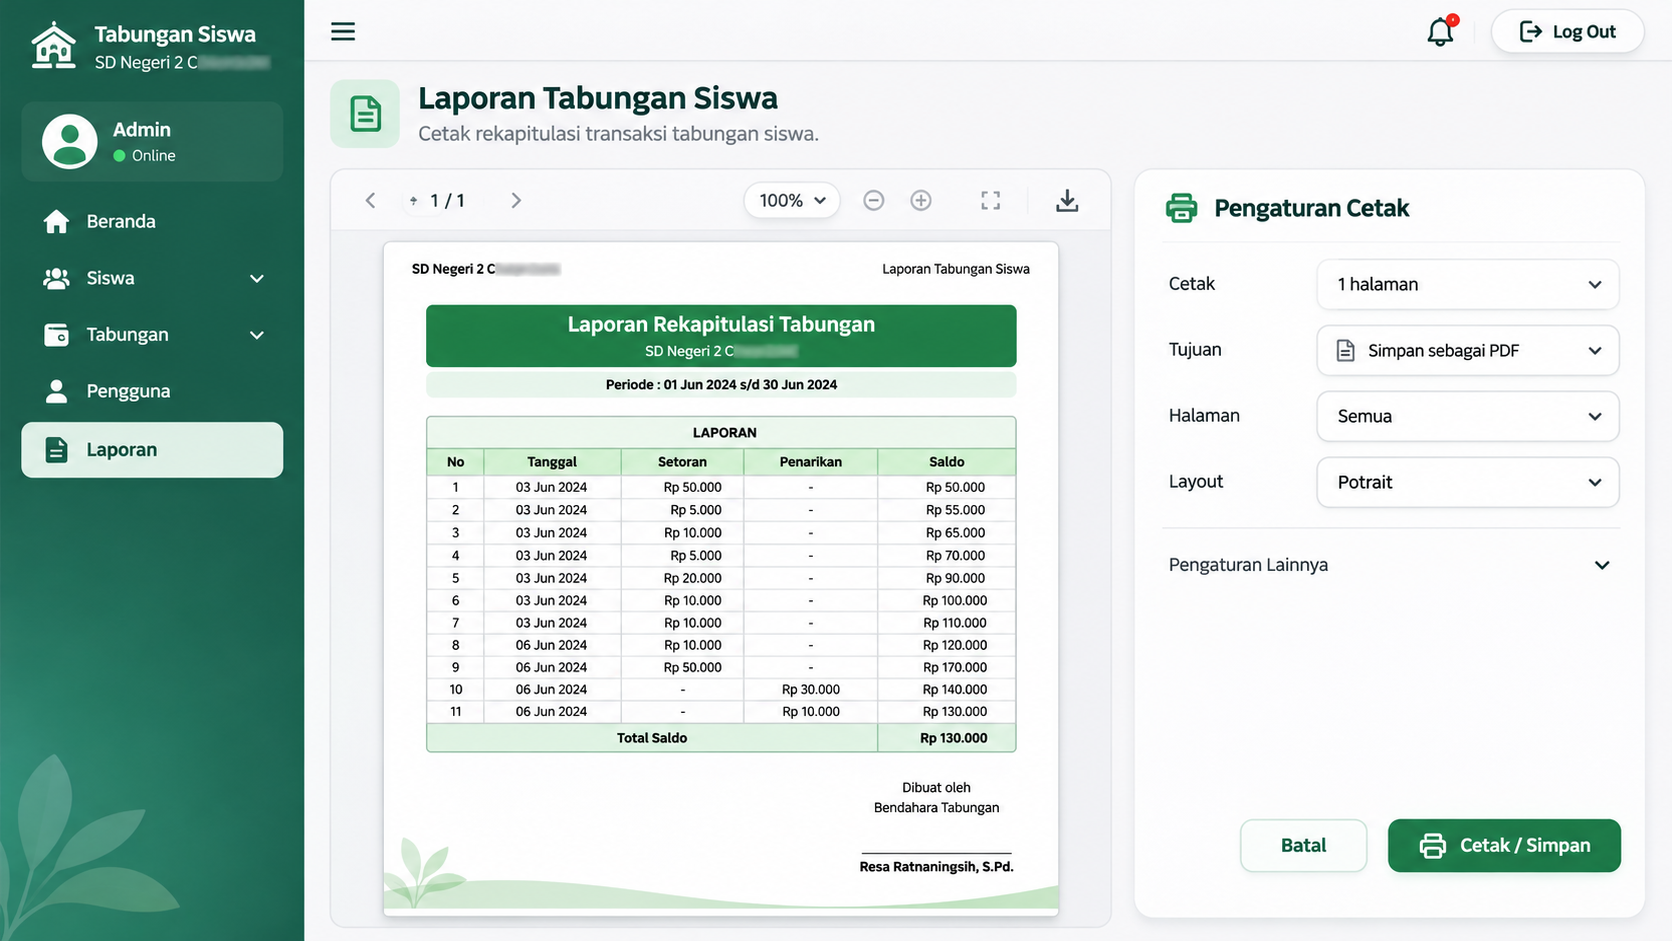 Tabungan Siswa
SD Negeri 2 C
Admin
Online
Beranda
Siswa
Tabungan
Pengguna
Laporan
Log Out
Laporan Tabungan Siswa
Cetak rekapitulasi transaksi tabungan siswa.
1 / 1
100%
SD Negeri 2 C
Laporan Tabungan Siswa
Laporan Rekapitulasi Tabungan
SD Negeri 2 C
Periode : 01 Jun 2024 s/d 30 Jun 2024
LAPORAN
No Tanggal Setoran Penarikan Saldo
1 03 Jun 2024 Rp 50.000 - Rp 50.000
2 03 Jun 2024 Rp 5.000 - Rp 55.000
3 03 Jun 2024 Rp 10.000 - Rp 65.000
4 03 Jun 2024 Rp 5.000 - Rp 70.000
5 03 Jun 2024 Rp 20.000 - Rp 90.000
6 03 Jun 2024 Rp 10.000 - Rp 100.000
7 03 Jun 2024 Rp 10.000 - Rp 110.000
8 06 Jun 2024 Rp 10.000 - Rp 120.000
9 06 Jun 2024 Rp 50.000 - Rp 170.000
10 06 Jun 2024 - Rp 30.000 Rp 140.000
11 06 Jun 2024 - Rp 10.000 Rp 130.000
Total Saldo Rp 130.000
Dibuat oleh
Bendahara Tabungan
Resa Ratnaningsih, S.Pd.
Pengaturan Cetak
Cetak 1 halaman
Tujuan Simpan sebagai PDF
Halaman Semua
Layout Potrait
Pengaturan Lainnya
Batal
Cetak / Simpan